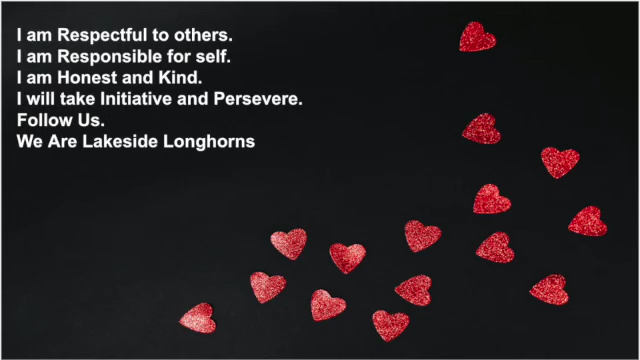 I am Respectful to others.
I am Responsible for self.
I am Honest and Kind.
I will take Initiative and Persevere.
Follow Us.
We Are Lakeside Longhorns